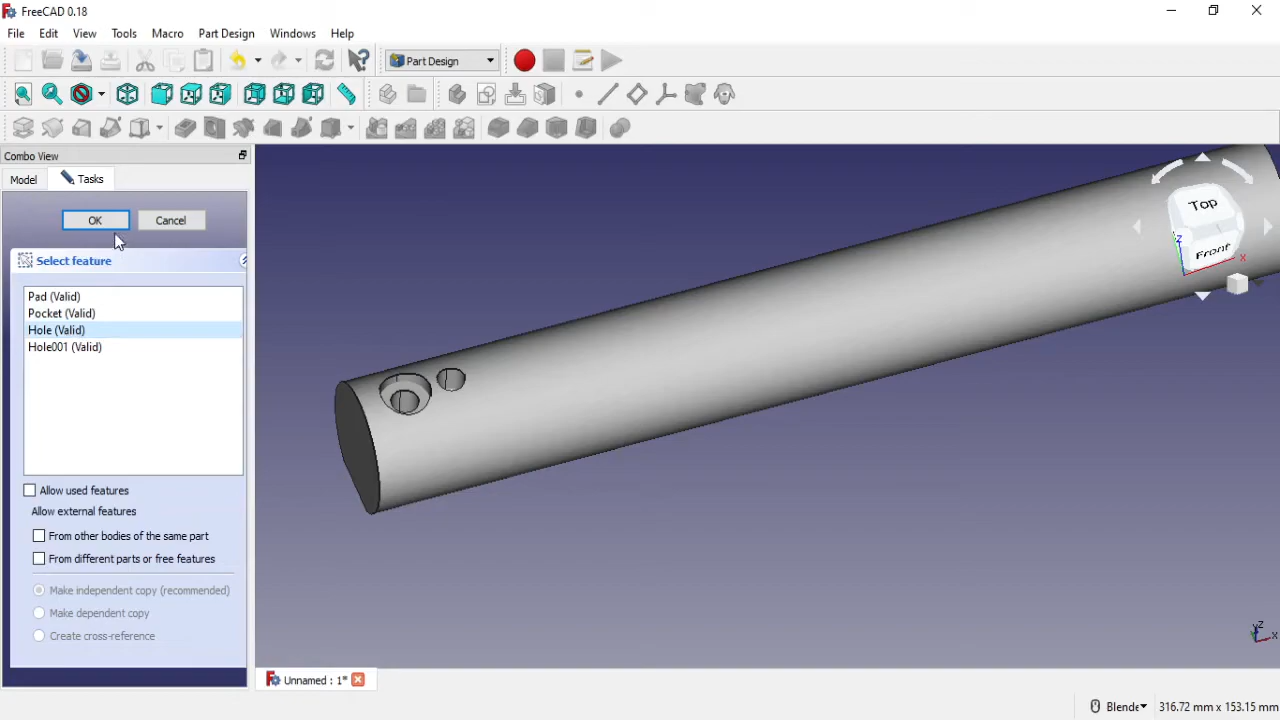 FreeCAD 0.18
File Edit View Tools Macro Part Design Windows Help
Part Design
Combo View
Model Tasks
OK Cancel
Select feature
Pad (Valid)
Pocket (Valid)
Hole (Valid)
Hole001 (Valid)
Allow used features
Allow external features
From other bodies of the same part
From different parts or free features
Make independent copy (recommended)
Make dependent copy
Create cross-reference
Top
Front
Z
X
Z
Y
X
Unnamed : 1*
Blende
316.72 mm x 153.15 mm